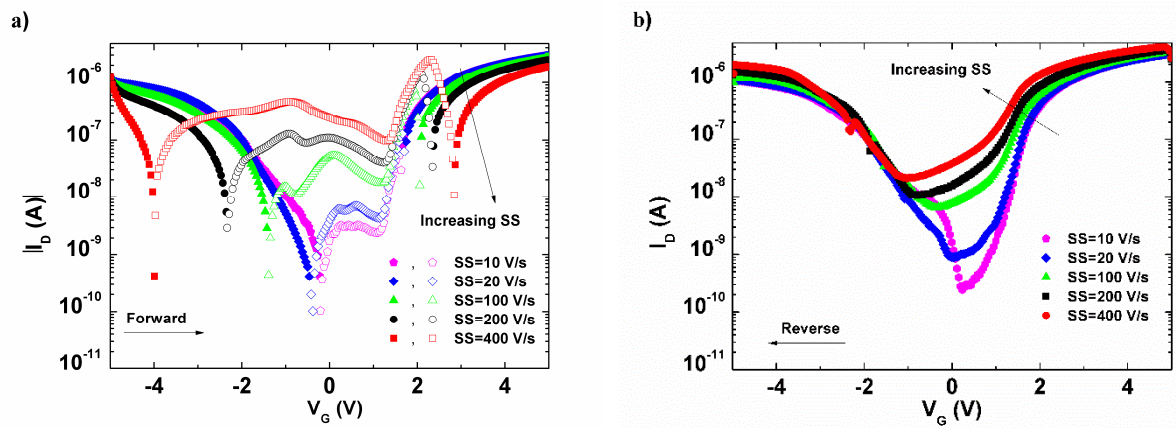 a)
10^-6
10^-7
10^-8
10^-9
10^-10
10^-11
|I_D (A)|
Increasing SS
SS=10 V/s
, SS=20 V/s
, SS=100 V/s
, SS=200 V/s
, SS=400 V/s
Forward
-4 -2 0 2 4
V_G (V)
b)
10^-6
10^-7
10^-8
10^-9
10^-10
10^-11
I_D (A)
Increasing SS
SS=10 V/s
SS=20 V/s
SS=100 V/s
SS=200 V/s
SS=400 V/s
Reverse
-4 -2 0 2 4
V_G (V)